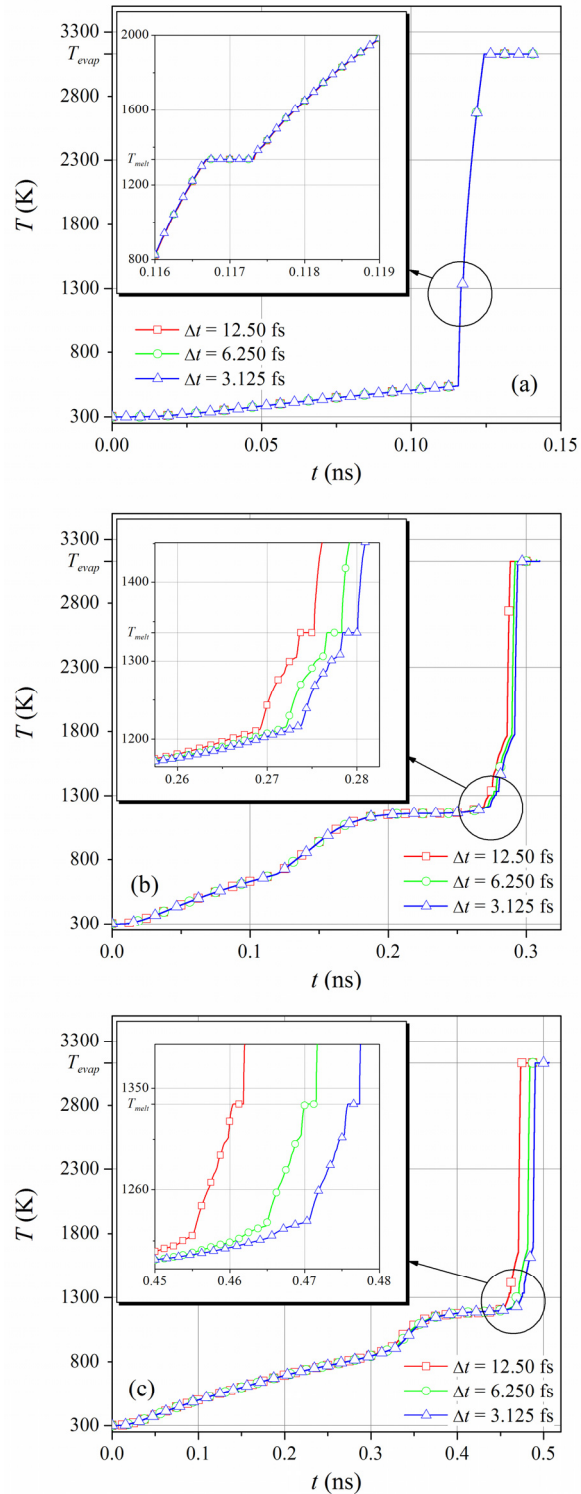 3300
T_evap
2800
2300
1800
1300
800
300
T (K)
2000
1600
T_melt
1200
800
0.116 0.117 0.118 0.119
Δt = 12.50 fs
Δt = 6.250 fs
Δt = 3.125 fs
(a)
0.00 0.05 0.10 0.15
t (ns)
3300
T_evap
2800
2300
1800
1300
800
300
T (K)
1400
T_melt
1300
1200
0.26 0.27 0.28
Δt = 12.50 fs
Δt = 6.250 fs
Δt = 3.125 fs
(b)
0.0 0.1 0.2 0.3
t (ns)
3300
T_evap
2800
2300
1800
1300
800
300
T (K)
1350
T_melt
1260
0.45 0.46 0.47 0.48
Δt = 12.50 fs
Δt = 6.250 fs
Δt = 3.125 fs
(c)
0.0 0.1 0.2 0.3 0.4 0.5
t (ns)